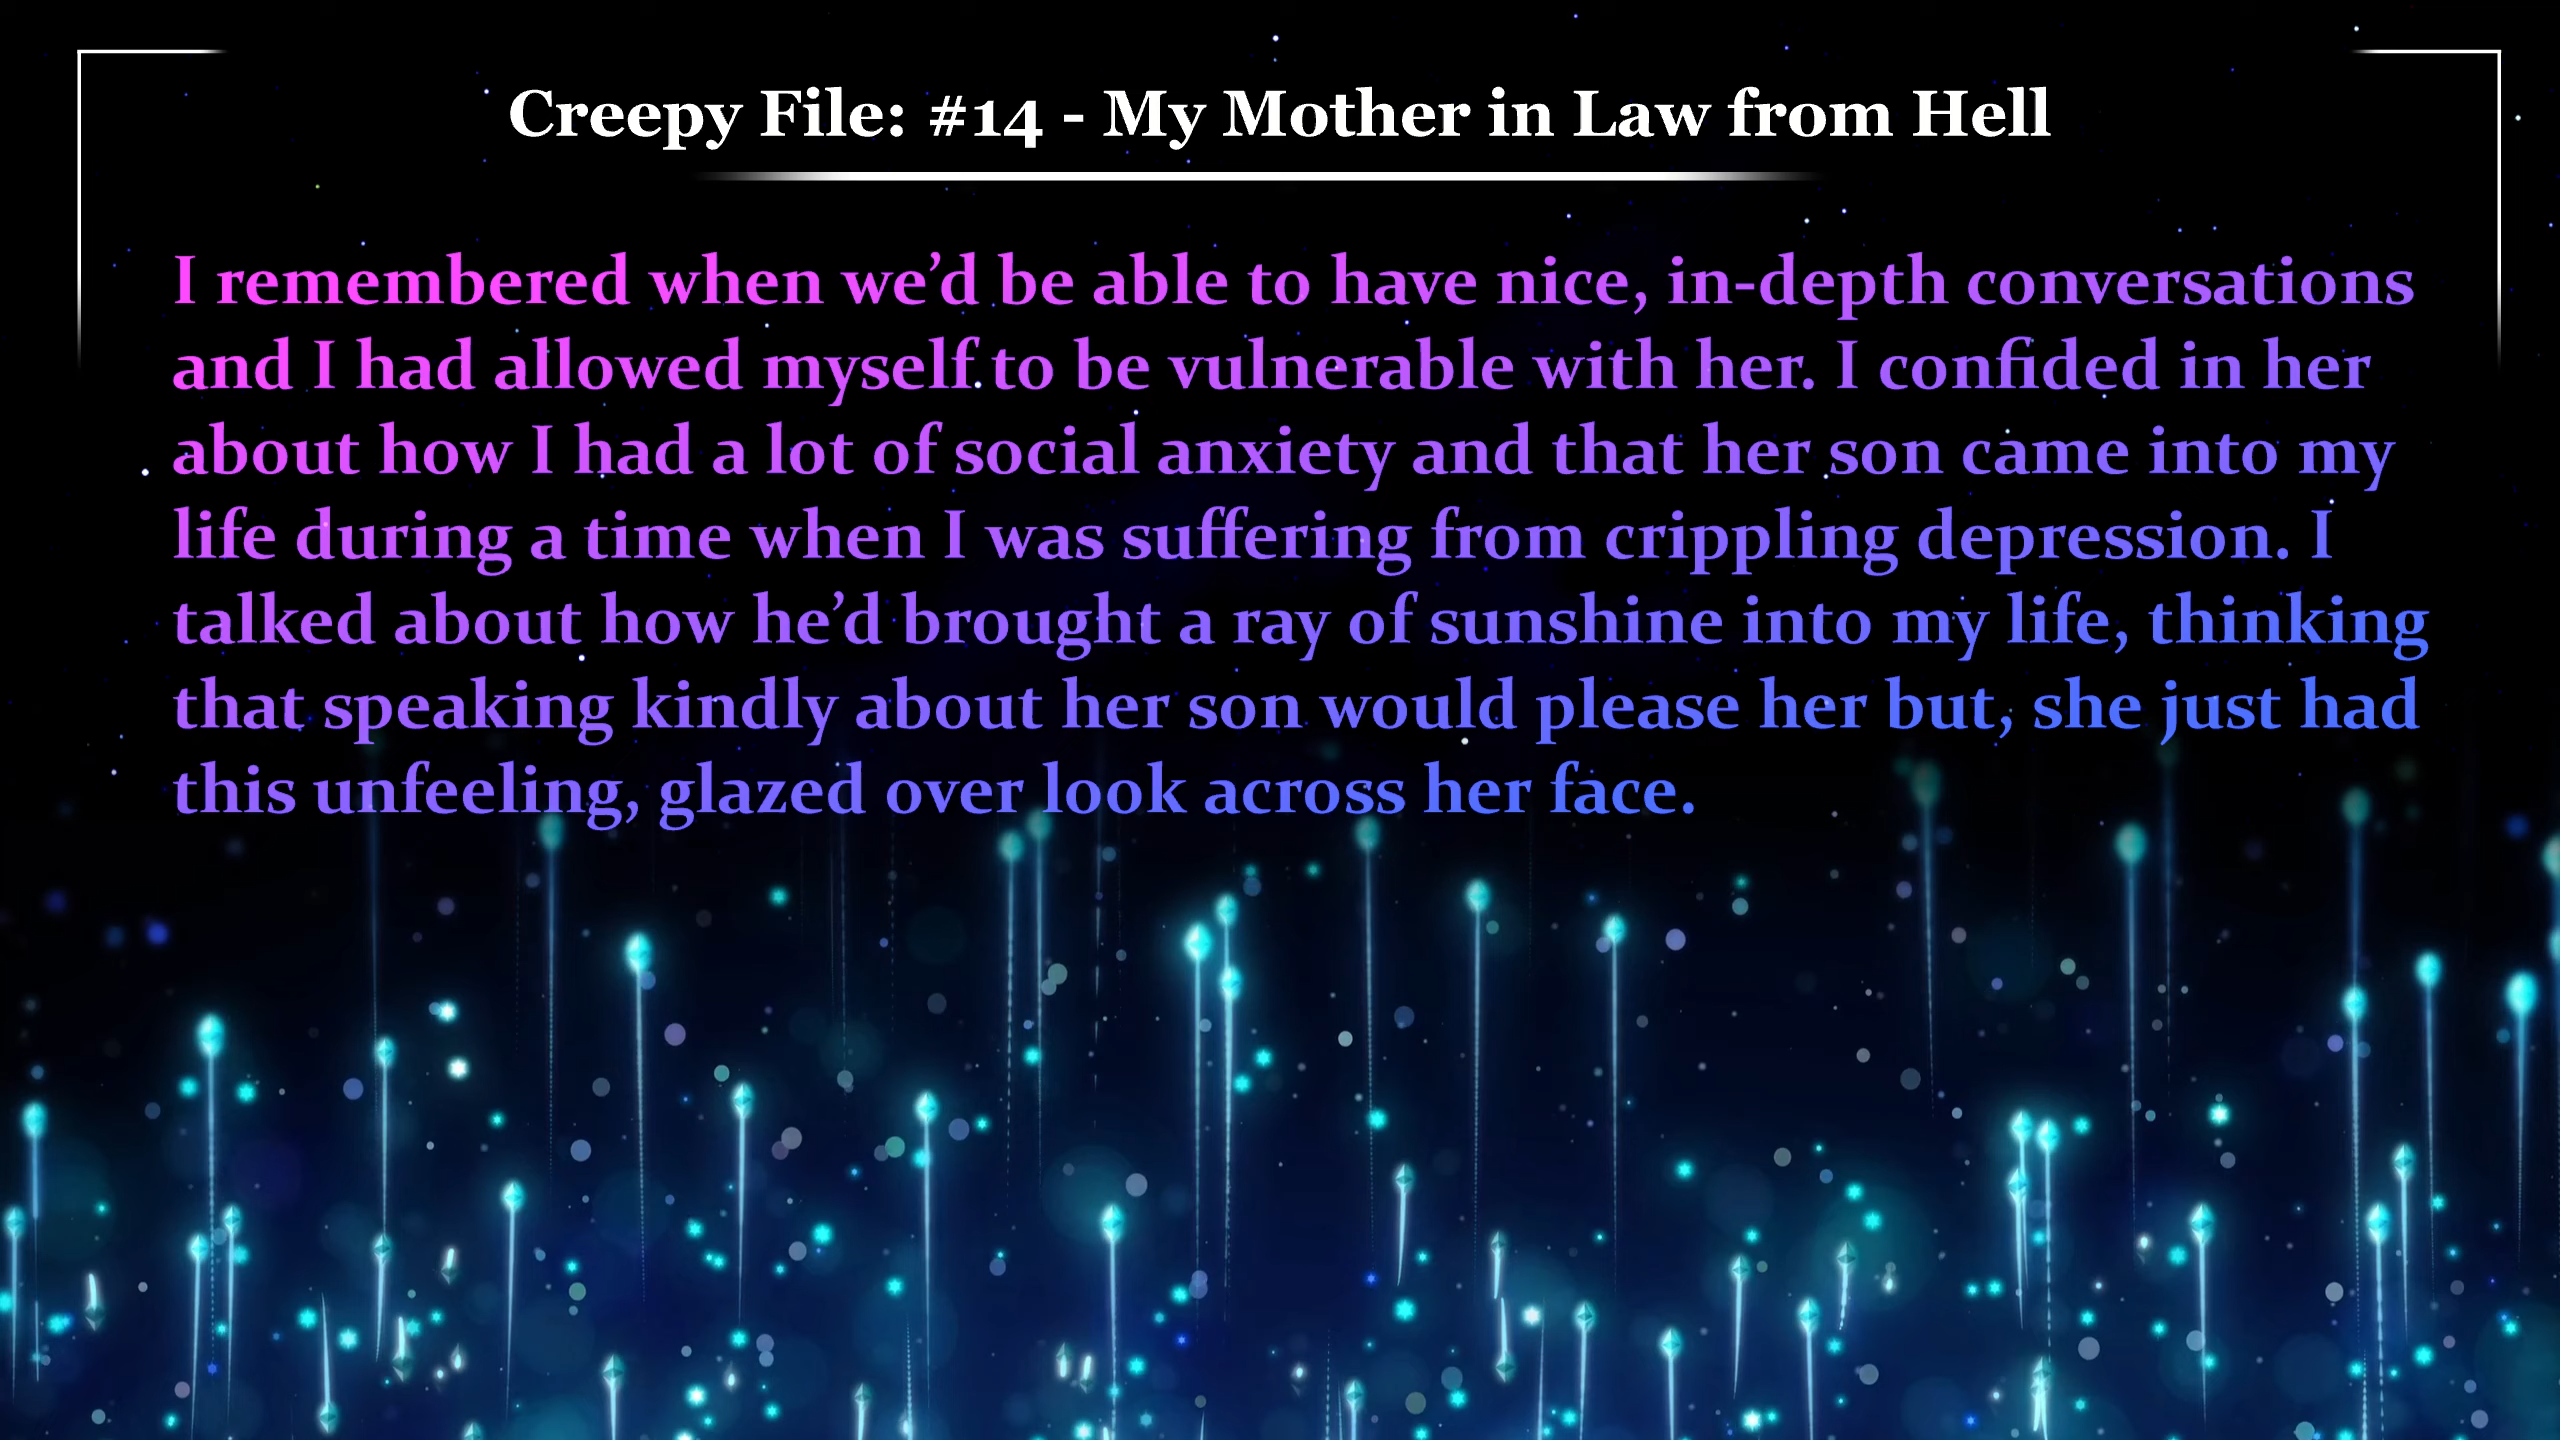 Creepy File: #14 - My Mother in Law from Hell
I remembered when we’d be able to have nice, in-depth conversations
and I had allowed myself to be vulnerable with her. I confided in her
about how I had a lot of social anxiety and that her son came into my
life during a time when I was suffering from crippling depression. I
talked about how he’d brought a ray of sunshine into my life, thinking
that speaking kindly about her son would please her but, she just had
this unfeeling, glazed over look across her face.